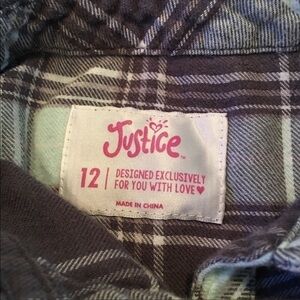 Justice
12 | DESIGNED EXCLUSIVELY
FOR YOU WITH LOVE ♥
MADE IN CHINA